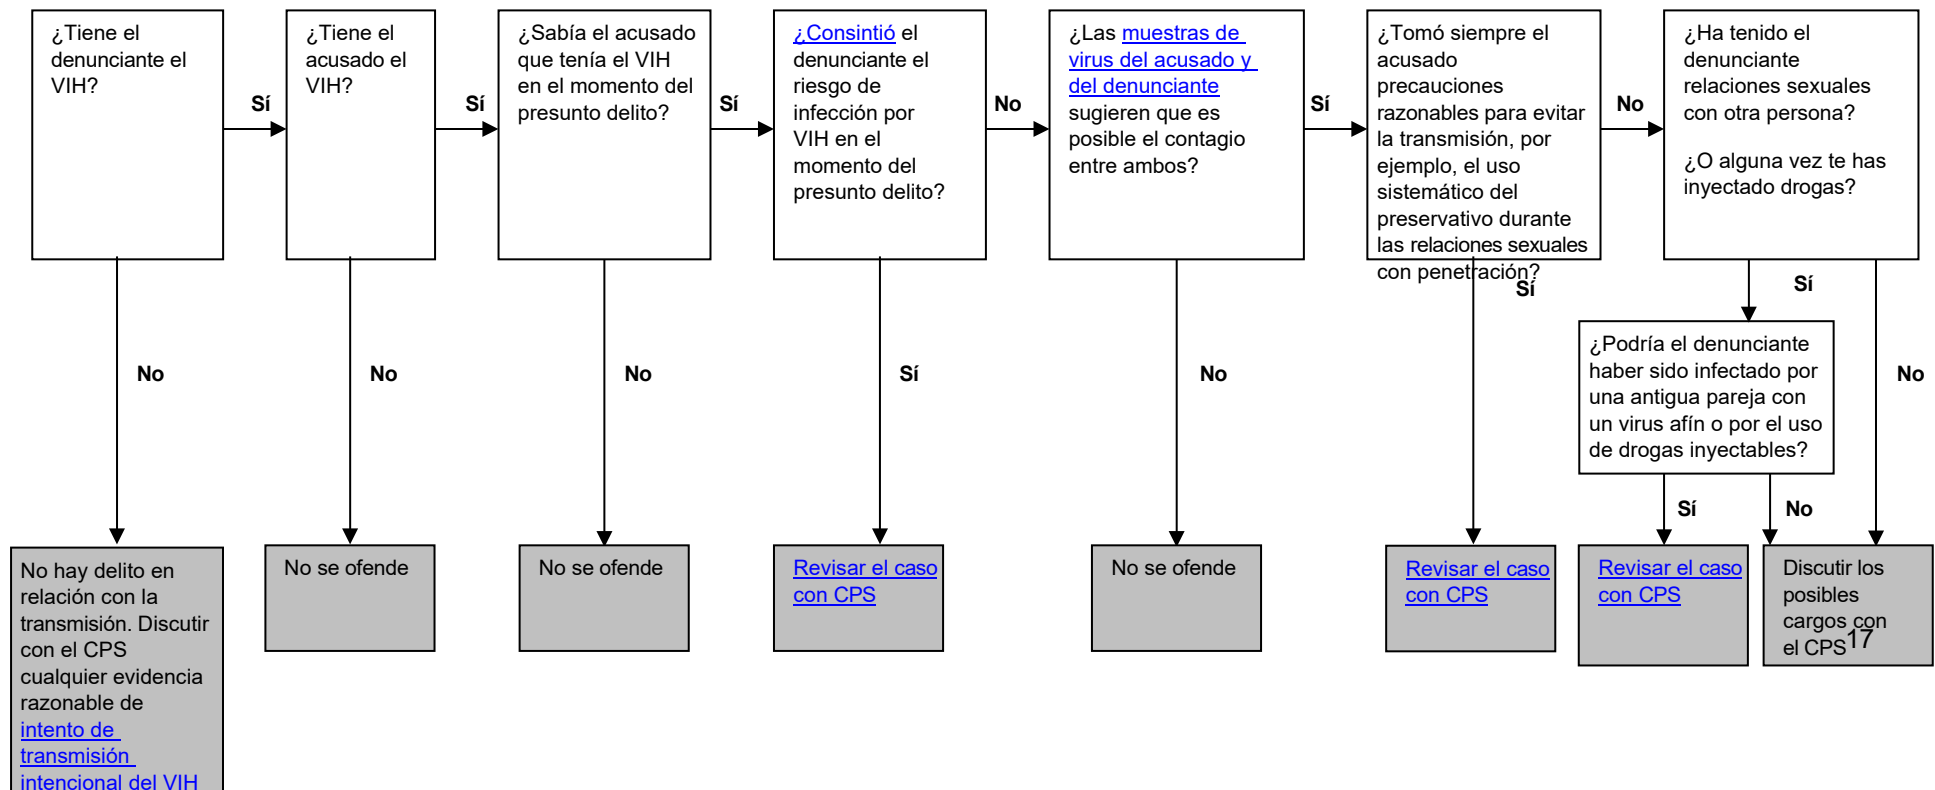 ¿Tiene el
denunciante el
VIH?
Sí
¿Tiene el
acusado el
VIH?
Sí
¿Sabía el acusado
que tenía el VIH
en el momento del
presunto delito?
Sí
¿Consintió el
denunciante el
riesgo de
infección por
VIH en el
momento del
presunto delito?
No
¿Las muestras de
virus del acusado y
del denunciante
sugieren que es
posible el contagio
entre ambos?
Sí
¿Tomó siempre el
acusado
precauciones
razonables para evitar
la transmisión, por
ejemplo, el uso
sistemático del
preservativo durante
las relaciones sexuales
con penetración?
No
¿Ha tenido el
denunciante
relaciones sexuales
con otra persona?
¿O alguna vez te has
inyectado drogas?
Sí
Sí
¿Podría el denunciante
haber sido infectado por
una antigua pareja con
un virus afín o por el uso
de drogas inyectables?
No
No
No
Sí
No
No
Sí
No
No hay delito en
relación con la
transmisión. Discutir
con el CPS
cualquier evidencia
razonable de
intento de
transmisión
intencional del VIH
No se ofende
No se ofende
Revisar el caso
con CPS
No se ofende
Revisar el caso
con CPS
Revisar el caso
con CPS
Discutir los
posibles
cargos con
el CPS
17